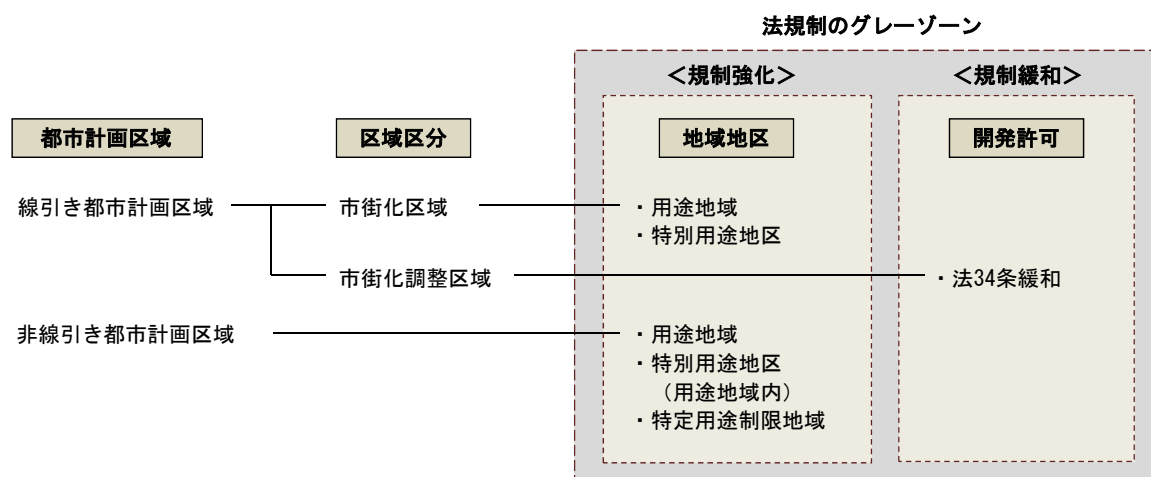 法規制のグレーゾーン
＜規制強化＞ ＜規制緩和＞
都市計画区域 区域区分 地域地区 開発許可
線引き都市計画区域 市街化区域 ・用途地域
・特別用途地区
市街化調整区域 ・法34条緩和
非線引き都市計画区域 ・用途地域
・特別用途地区
（用途地域内）
・特定用途制限地域